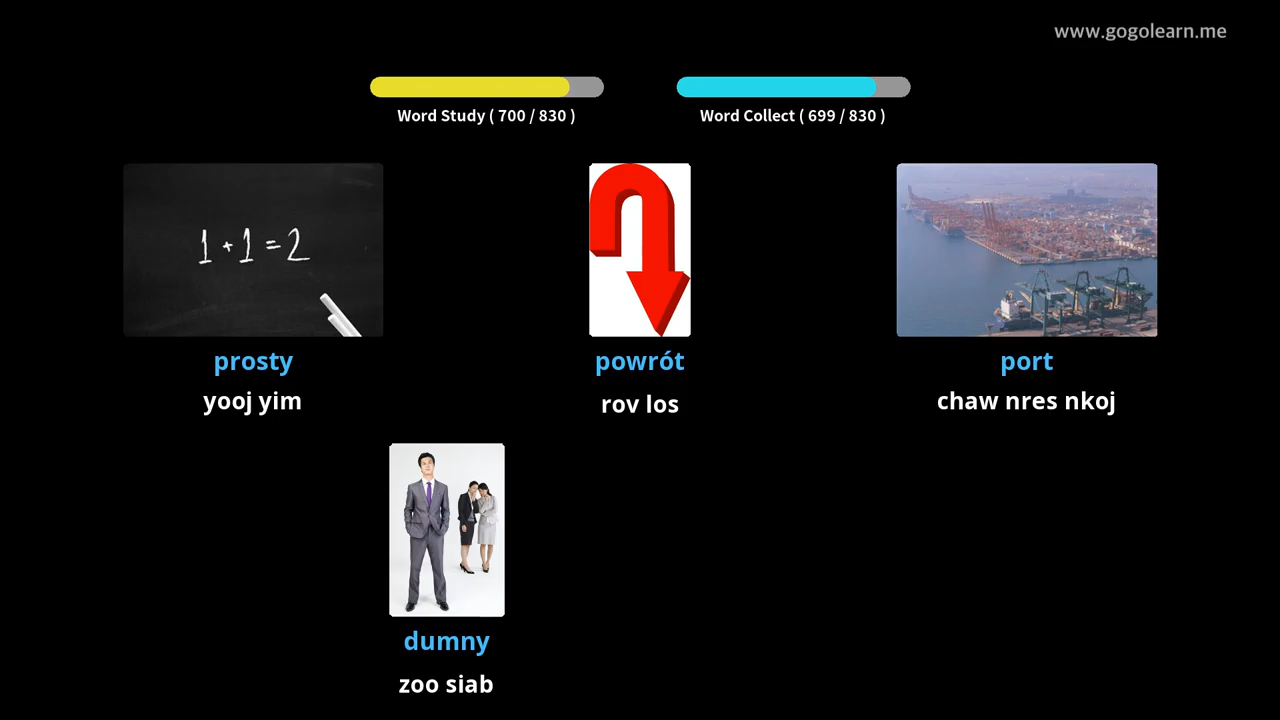 www.gogolearn.me
Word Study ( 700 / 830 )
Word Collect ( 699 / 830 )
1 + 1 = 2
prosty
powrót
port
yooj yim
rov los
chaw nres nkoj
dumny
zoo siab